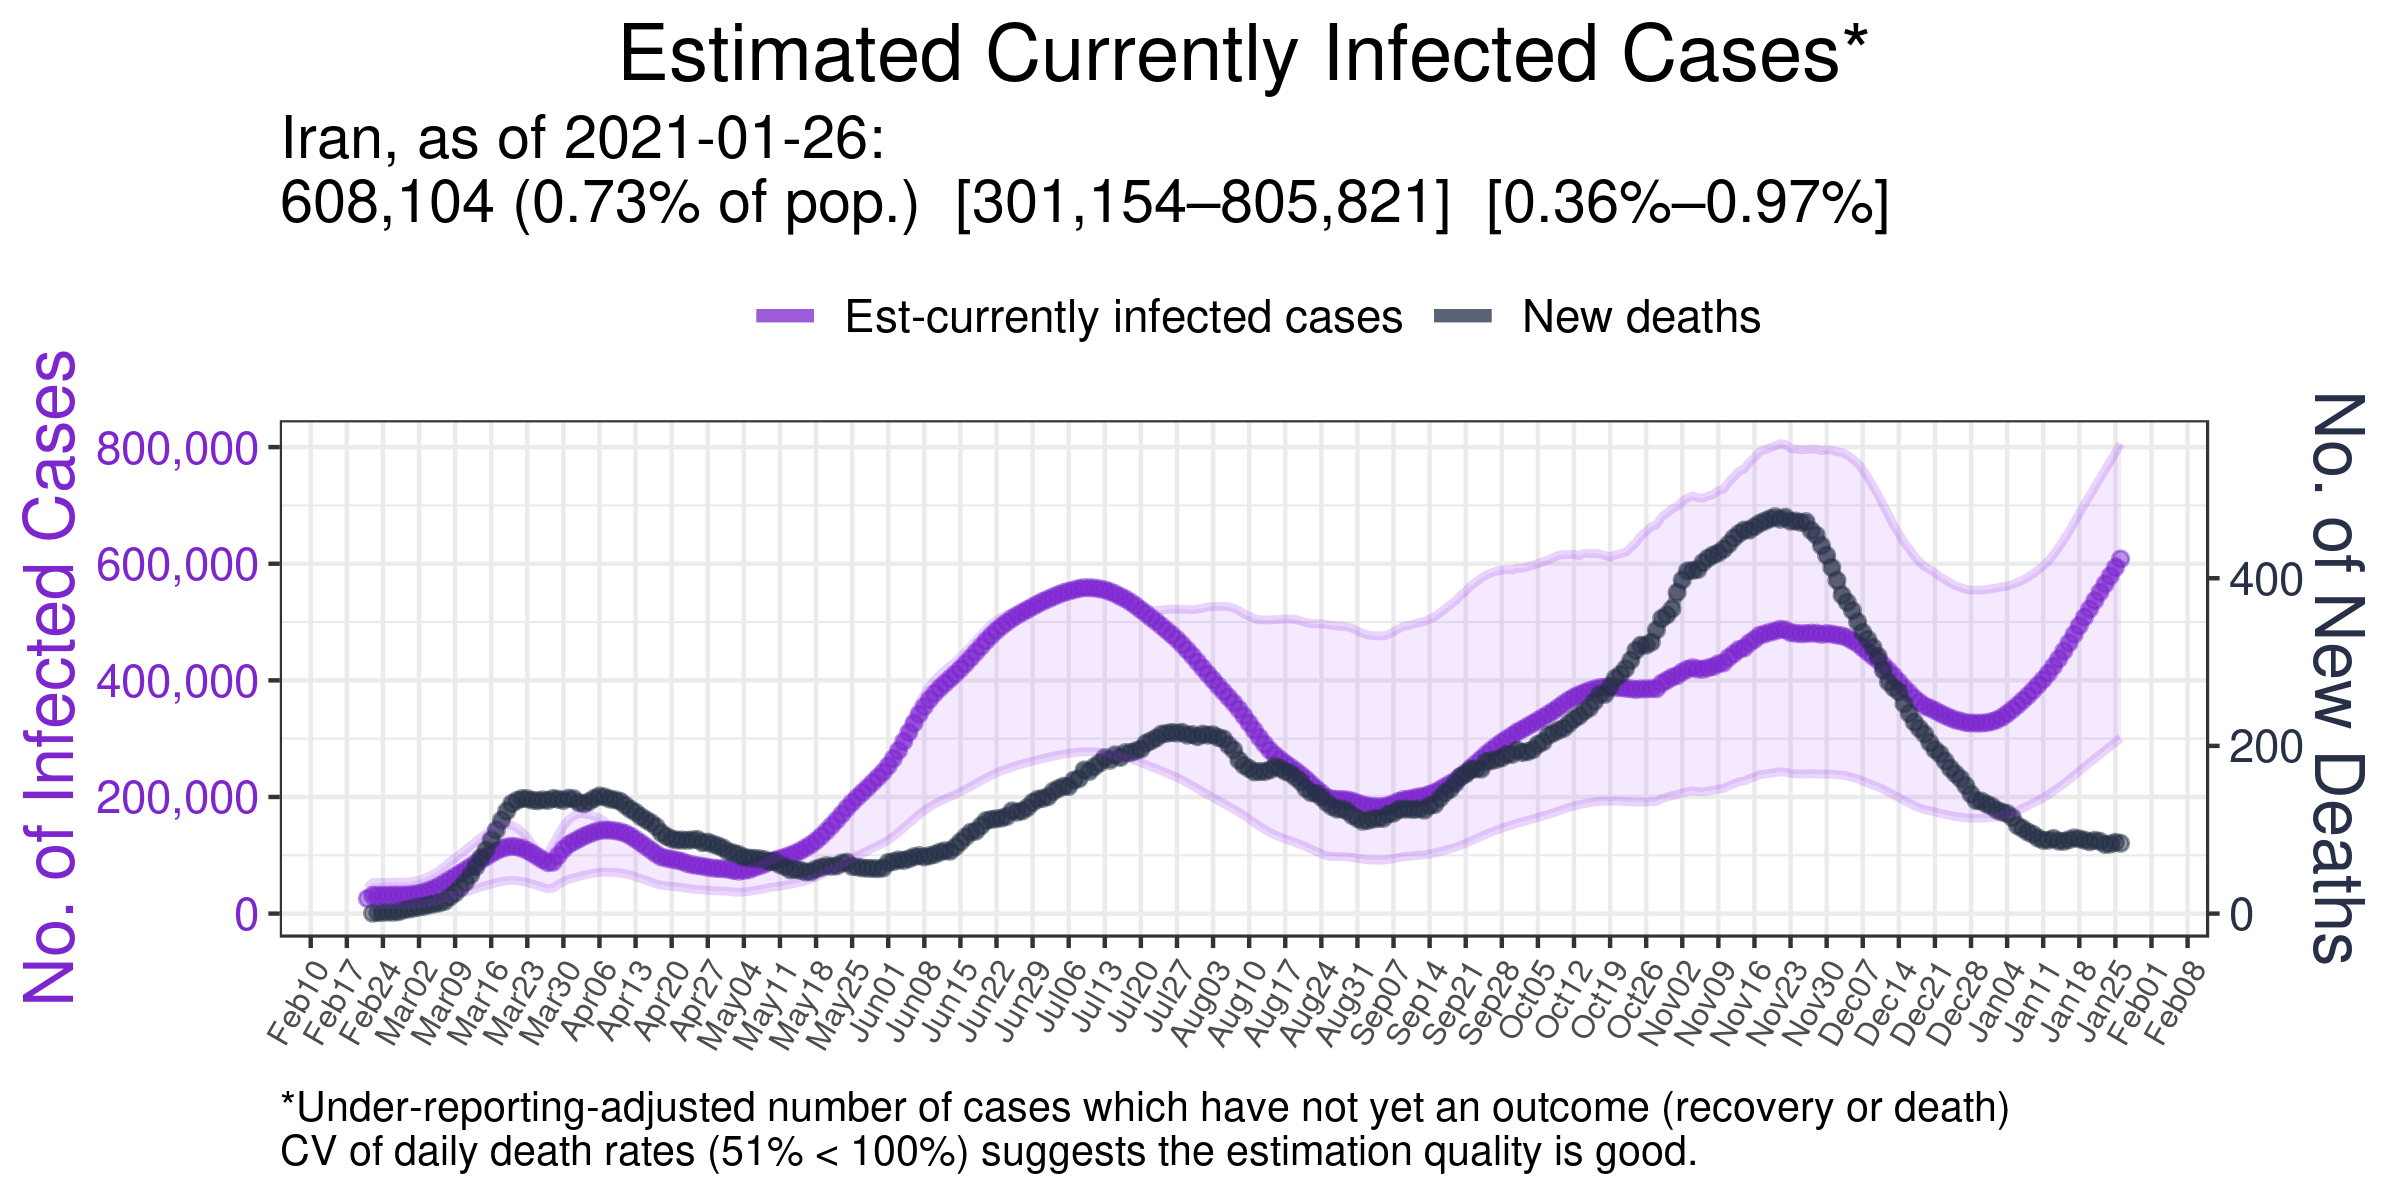 Estimated Currently Infected Cases*
Iran, as of 2021-01-26:
608,104 (0.73% of pop.) [301,154–805,821] [0.36%–0.97%]
Est-currently infected cases
New deaths
No. of Infected Cases
800,000
600,000
400,000
200,000
0
No. of New Deaths
400
200
0
Feb10
Feb17
Feb24
Mar02
Mar09
Mar16
Mar23
Mar30
Apr06
Apr13
Apr20
Apr27
May04
May11
May18
May25
Jun01
Jun08
Jun15
Jun22
Jun29
Jul06
Jul13
Jul20
Jul27
Aug03
Aug10
Aug17
Aug24
Aug31
Sep07
Sep14
Sep21
Sep28
Oct05
Oct12
Oct19
Oct26
Nov02
Nov09
Nov16
Nov23
Nov30
Dec07
Dec14
Dec21
Dec28
Jan04
Jan11
Jan18
Jan25
Feb01
Feb08
*Under-reporting-adjusted number of cases which have not yet an outcome (recovery or death)
CV of daily death rates (51% < 100%) suggests the estimation quality is good.